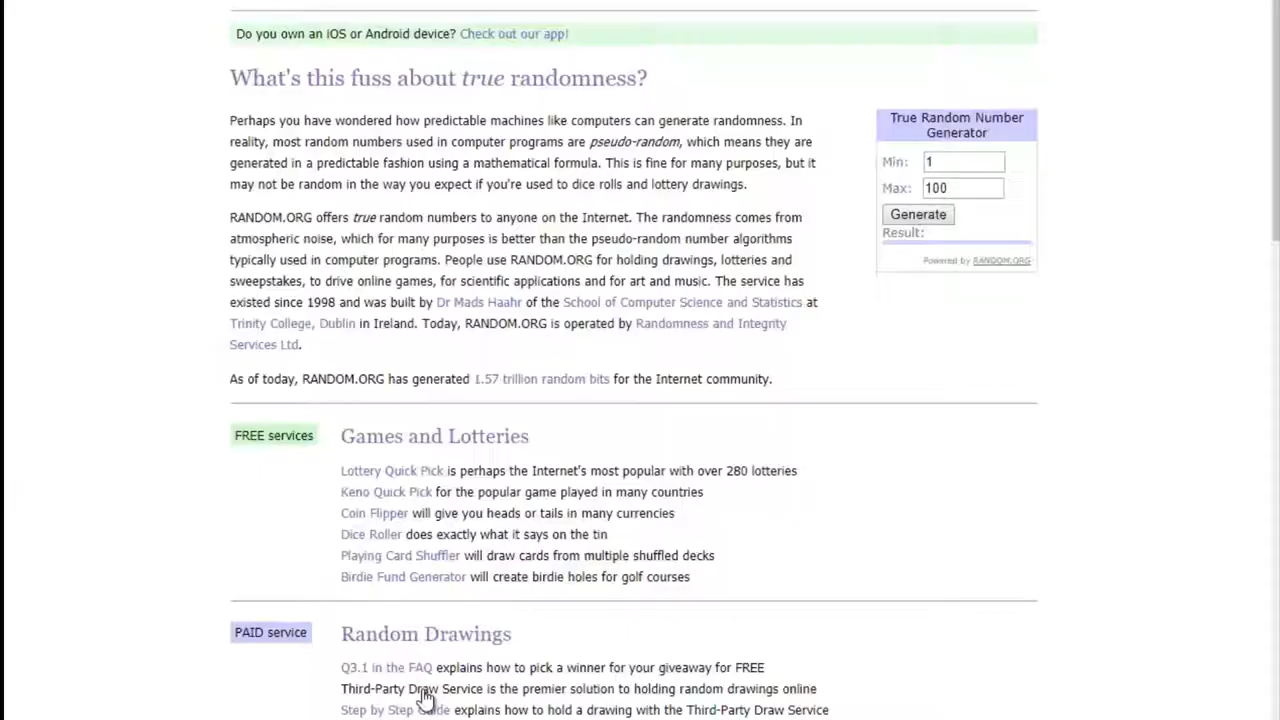 Do you own an iOS or Android device? Check out our app!
What's this fuss about true randomness?
Perhaps you have wondered how predictable machines like computers can generate randomness. In
reality, most random numbers used in computer programs are pseudo-random, which means they are
generated in a predictable fashion using a mathematical formula. This is fine for many purposes, but it
may not be random in the way you expect if you're used to dice rolls and lottery drawings.
RANDOM.ORG offers true random numbers to anyone on the Internet. The randomness comes from
atmospheric noise, which for many purposes is better than the pseudo-random number algorithms
typically used in computer programs. People use RANDOM.ORG for holding drawings, lotteries and
sweepstakes, to drive online games, for scientific applications and for art and music. The service has
existed since 1998 and was built by Dr Mads Haahr of the School of Computer Science and Statistics at
Trinity College, Dublin in Ireland. Today, RANDOM.ORG is operated by Randomness and Integrity
Services Ltd.
As of today, RANDOM.ORG has generated 1.57 trillion random bits for the Internet community.
True Random Number
Generator
Min: 1
Max: 100
Generate
Result:
Powered by RANDOM.ORG
FREE services
Games and Lotteries
Lottery Quick Pick is perhaps the Internet's most popular with over 280 lotteries
Keno Quick Pick for the popular game played in many countries
Coin Flipper will give you heads or tails in many currencies
Dice Roller does exactly what it says on the tin
Playing Card Shuffler will draw cards from multiple shuffled decks
Birdie Fund Generator will create birdie holes for golf courses
PAID service
Random Drawings
Q3.1 in the FAQ explains how to pick a winner for your giveaway for FREE
Third-Party Draw Service is the premier solution to holding random drawings online
Step by Step Guide explains how to hold a drawing with the Third-Party Draw Service